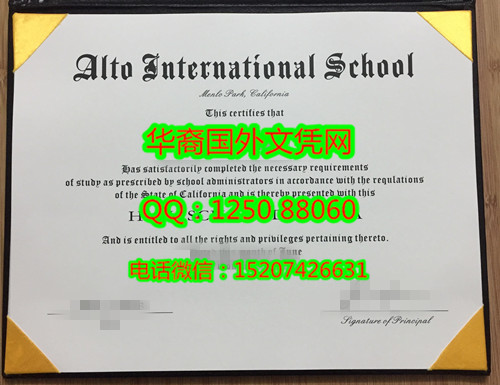 Alto International School
Menlo Park, California
This certifies that
华裔国外文凭网
Has satisfactorily completed the necessary requirements
of study as prescribed by school administrators in accordance with the regulations
of the State of California and is hereby presented with this
QQ：1250 88060
And is entitled to all the rights and privileges pertaining thereto.
June
电话微信：15207426631
Signature of Principal